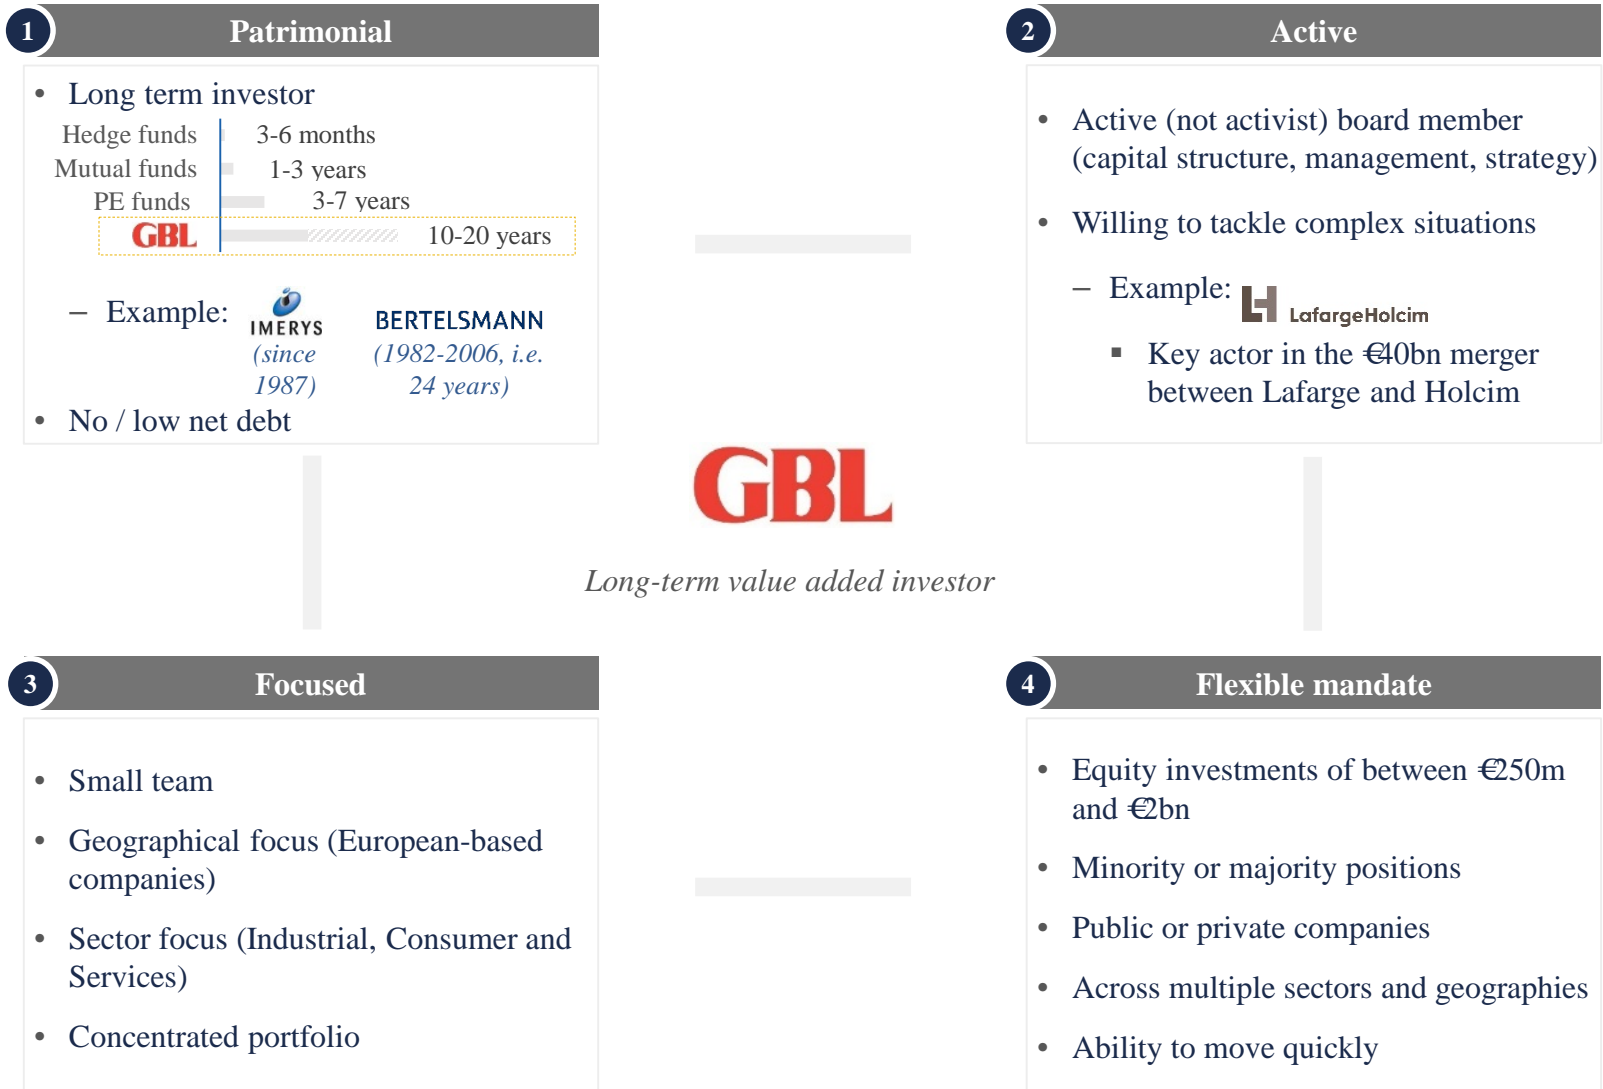 1
Patrimonial
• Long term investor
Hedge funds 3-6 months
Mutual funds 1-3 years
PE funds 3-7 years
GBL 10-20 years
– Example: IMERYS BERTELSMANN
(since (1982-2006, i.e.
1987) 24 years)
• No / low net debt
2
Active
• Active (not activist) board member
(capital structure, management, strategy)
• Willing to tackle complex situations
– Example: LafargeHolcim
▪ Key actor in the €40bn merger
between Lafarge and Holcim
GBL
Long-term value added investor
3
Focused
• Small team
• Geographical focus (European-based
companies)
• Sector focus (Industrial, Consumer and
Services)
• Concentrated portfolio
4
Flexible mandate
• Equity investments of between €250m
and €2bn
• Minority or majority positions
• Public or private companies
• Across multiple sectors and geographies
• Ability to move quickly